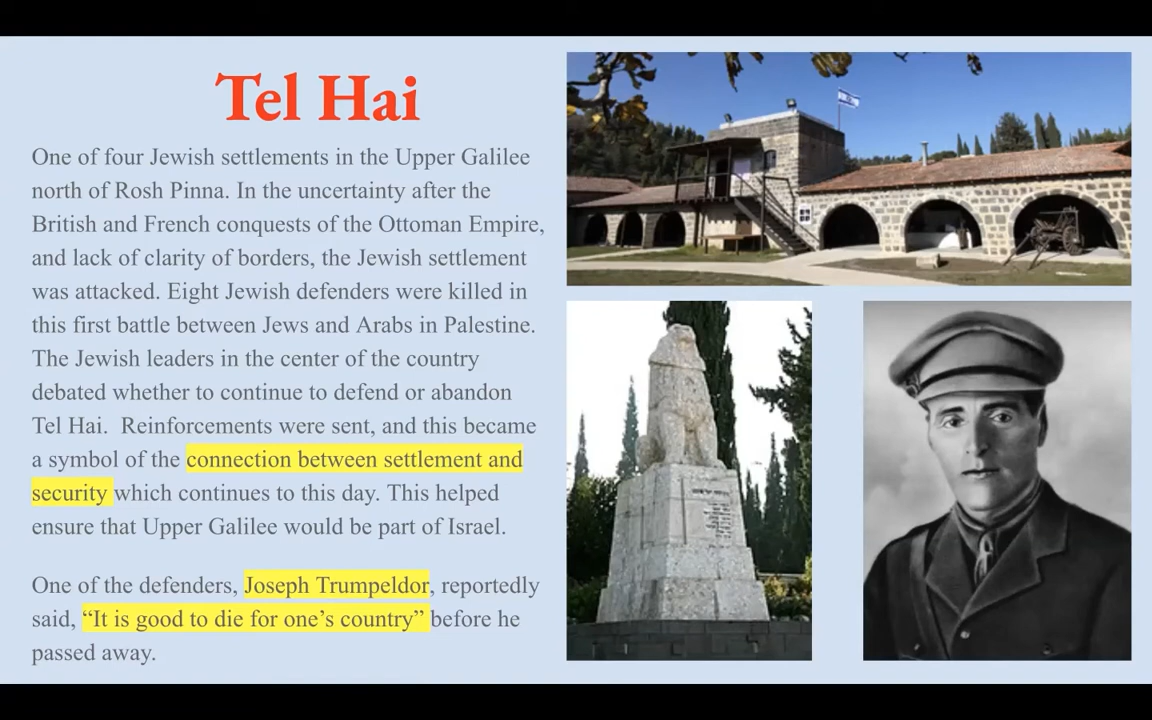 Tel Hai
One of four Jewish settlements in the Upper Galilee
north of Rosh Pinna. In the uncertainty after the
British and French conquests of the Ottoman Empire,
and lack of clarity of borders, the Jewish settlement
was attacked. Eight Jewish defenders were killed in
this first battle between Jews and Arabs in Palestine.
The Jewish leaders in the center of the country
debated whether to continue to defend or abandon
Tel Hai.  Reinforcements were sent, and this became
a symbol of the connection between settlement and
security which continues to this day. This helped
ensure that Upper Galilee would be part of Israel.
One of the defenders, Joseph Trumpeldor, reportedly
said, “It is good to die for one’s country” before he
passed away.